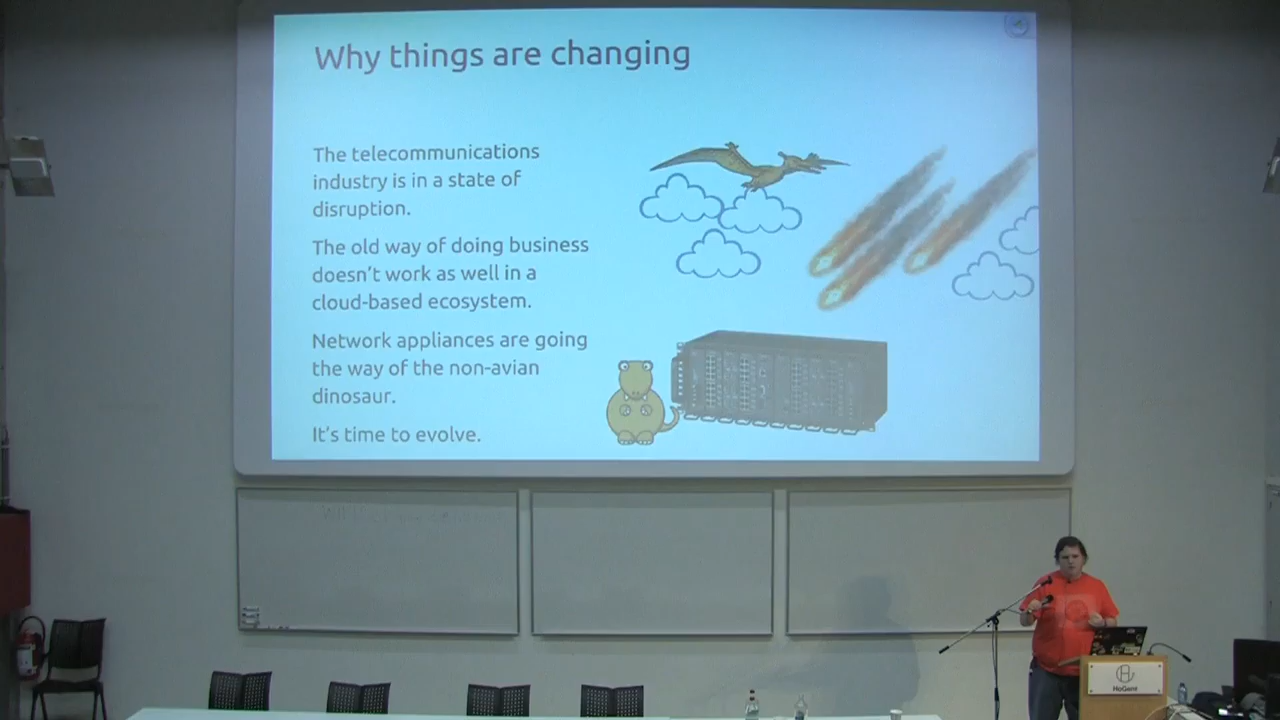 Why things are changing
The telecommunications
industry is in a state of
disruption.
The old way of doing business
doesn't work as well in a
cloud-based ecosystem.
Network appliances are going
the way of the non-avian
dinosaur.
It's time to evolve.
HoGent